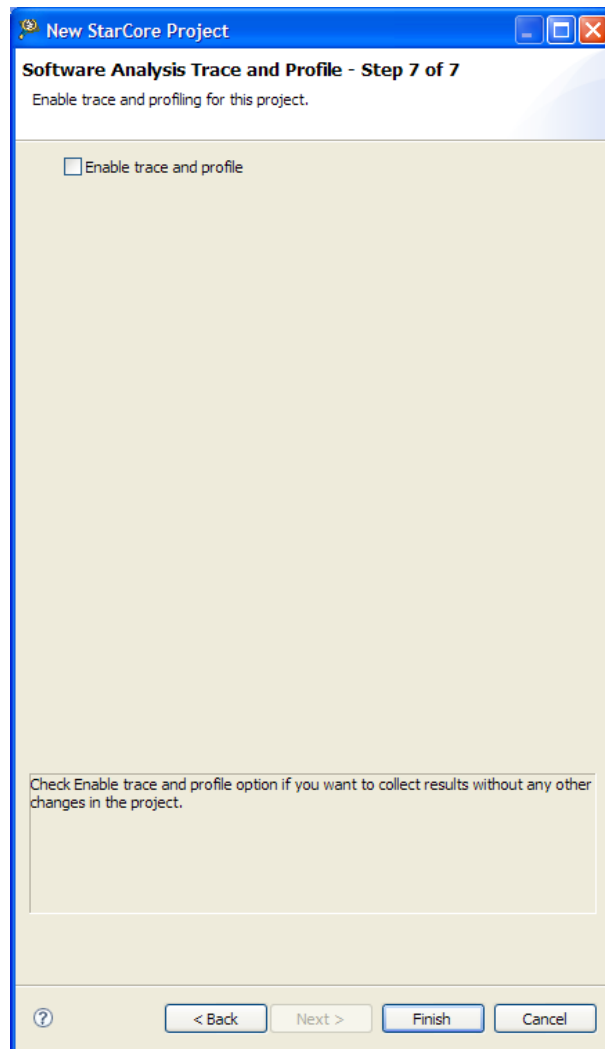 New StarCore Project
Software Analysis Trace and Profile - Step 7 of 7
Enable trace and profiling for this project.
Enable trace and profile
Check Enable trace and profile option if you want to collect results without any other
changes in the project.
?
< Back
Next >
Finish
Cancel